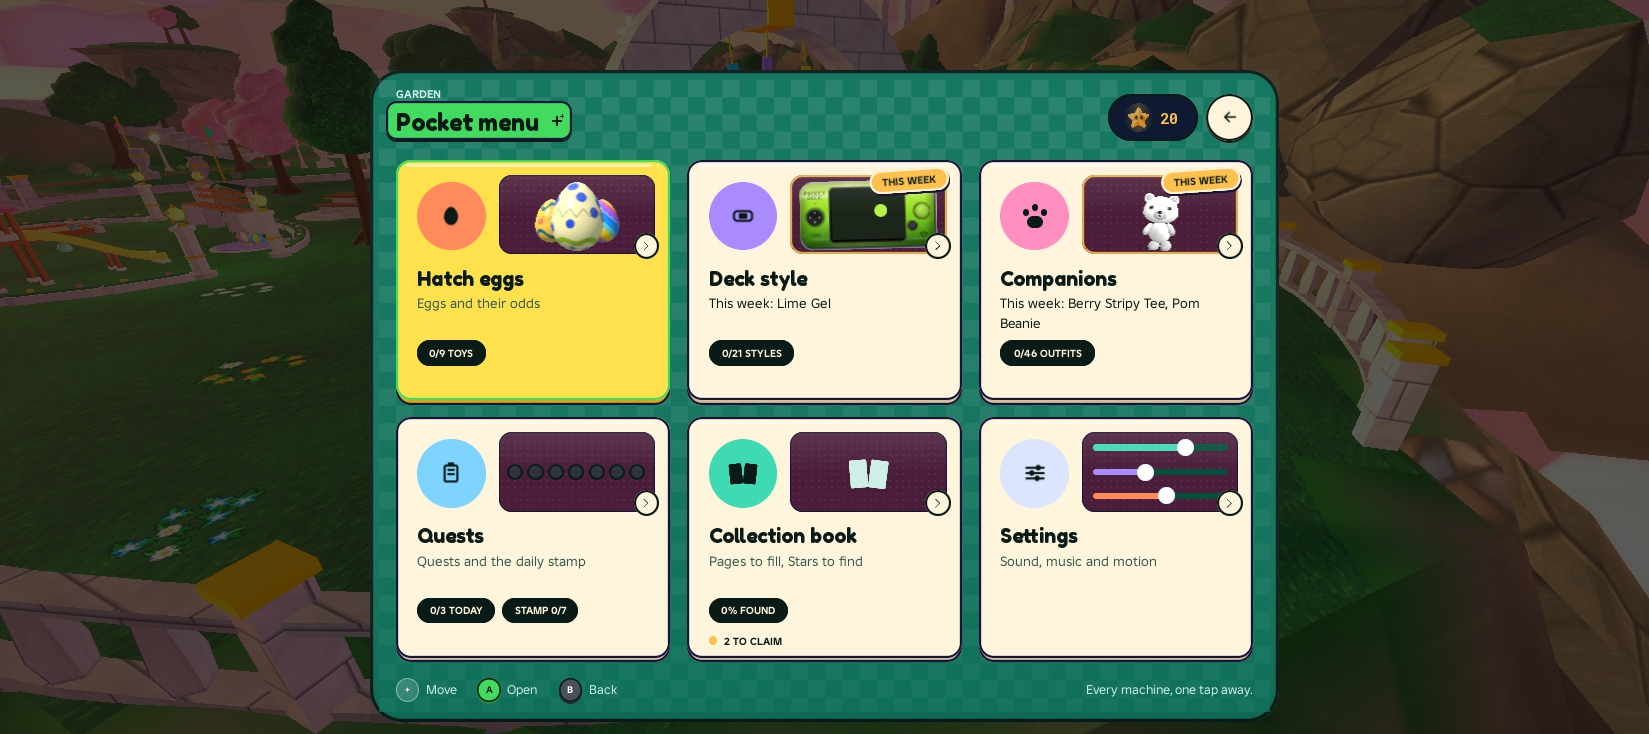 GARDEN
Pocket menu
20
Hatch eggs
Eggs and their odds
0/9 TOYS
THIS WEEK
Deck style
This week: Lime Gel
0/21 STYLES
THIS WEEK
Companions
This week: Berry Stripy Tee, Pom
Beanie
0/46 OUTFITS
Quests
Quests and the daily stamp
0/3 TODAY STAMP 0/7
Collection book
Pages to fill, Stars to find
0% FOUND
2 TO CLAIM
Settings
Sound, music and motion
+ Move A Open B Back
Every machine, one tap away.